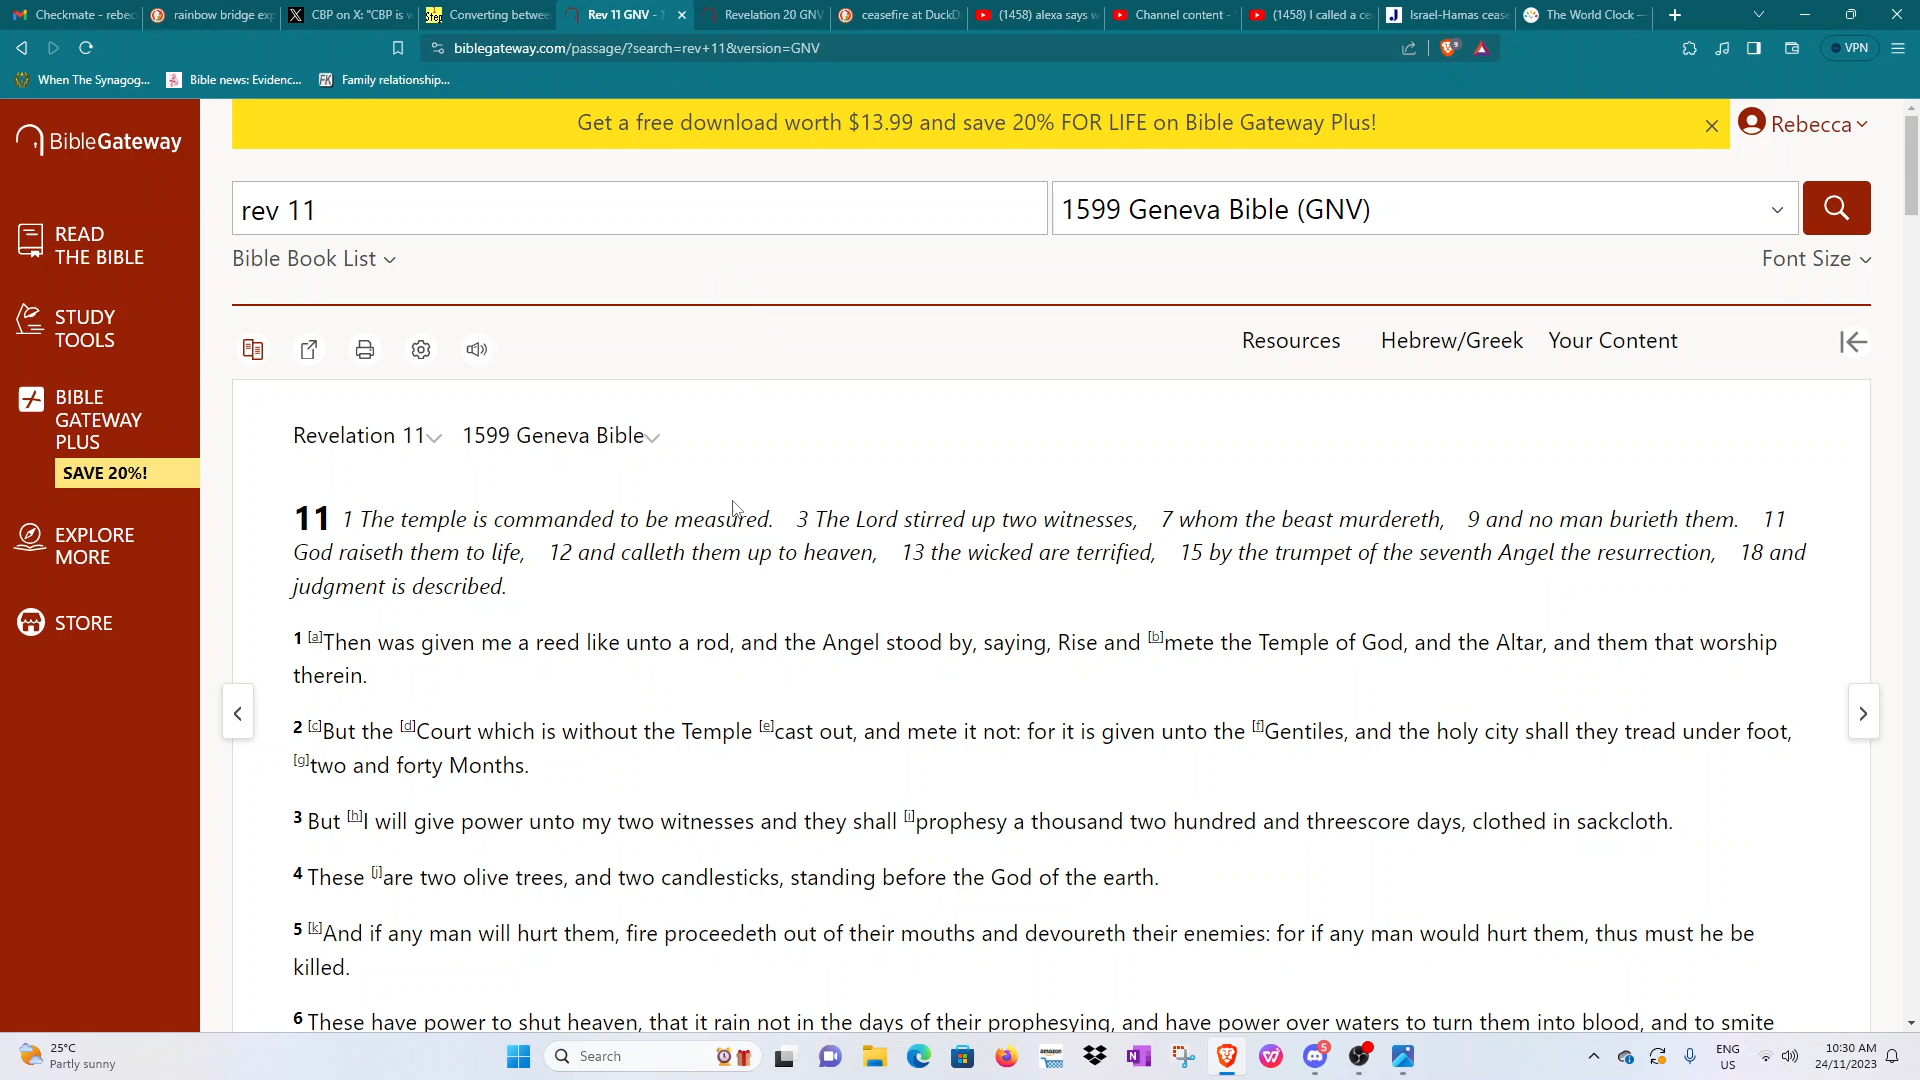 Checkmate - rebec
rainbow bridge exp
CBP on X: "CBP is w
Converting betwee
Rev 11 GNV - 1
Revelation 20 GNV
ceasefire at DuckD
(1458) alexa says w
Channel content -
(1458) I called a ce
Israel-Hamas cease
The World Clock —
biblegateway.com/passage/?search=rev+11&version=GNV
VPN
When The Synagog...
Bible news: Evidenc...
FK Family relationship...
BibleGateway
Get a free download worth $13.99 and save 20% FOR LIFE on Bible Gateway Plus!
Rebecca
rev 11
1599 Geneva Bible (GNV)
Bible Book List
Font Size
READ
THE BIBLE
STUDY
TOOLS
BIBLE
GATEWAY
PLUS
SAVE 20%!
EXPLORE
MORE
STORE
Resources
Hebrew/Greek
Your Content
Revelation 11
1599 Geneva Bible
11 1 The temple is commanded to be measured. 3 The Lord stirred up two witnesses, 7 whom the beast murdereth, 9 and no man burieth them. 11
God raiseth them to life, 12 and calleth them up to heaven, 13 the wicked are terrified, 15 by the trumpet of the seventh Angel the resurrection, 18 and
judgment is described.
1 [a]Then was given me a reed like unto a rod, and the Angel stood by, saying, Rise and [b]mete the Temple of God, and the Altar, and them that worship
therein.
2 [c]But the [d]Court which is without the Temple [e]cast out, and mete it not: for it is given unto the [f]Gentiles, and the holy city shall they tread under foot,
[g]two and forty Months.
3 But [h]I will give power unto my two witnesses and they shall [i]prophesy a thousand two hundred and threescore days, clothed in sackcloth.
4 These [j]are two olive trees, and two candlesticks, standing before the God of the earth.
5 [k]And if any man will hurt them, fire proceedeth out of their mouths and devoureth their enemies: for if any man would hurt them, thus must he be
killed.
6 These have power to shut heaven, that it rain not in the days of their prophesying, and have power over waters to turn them into blood, and to smite
25°C
Partly sunny
Search
amazon
5
ENG
US
10:30 AM
24/11/2023